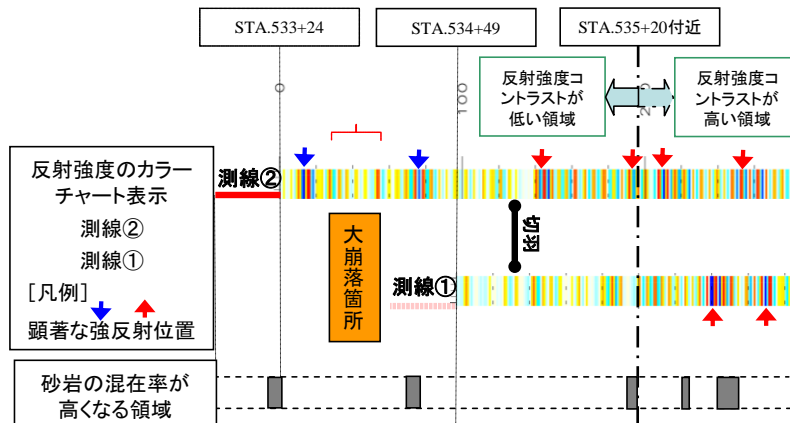 STA.533+24
STA.534+49
STA.535+20付近
反射強度コ
ントラストが
低い領域
反射強度コ
ントラストが
高い領域
0
100
反射強度のカラー
チャート表示
測線②
測線①
[凡例]
顕著な強反射位置
測線②
大崩落箇所
切羽
測線①
砂岩の混在率が
高くなる領域